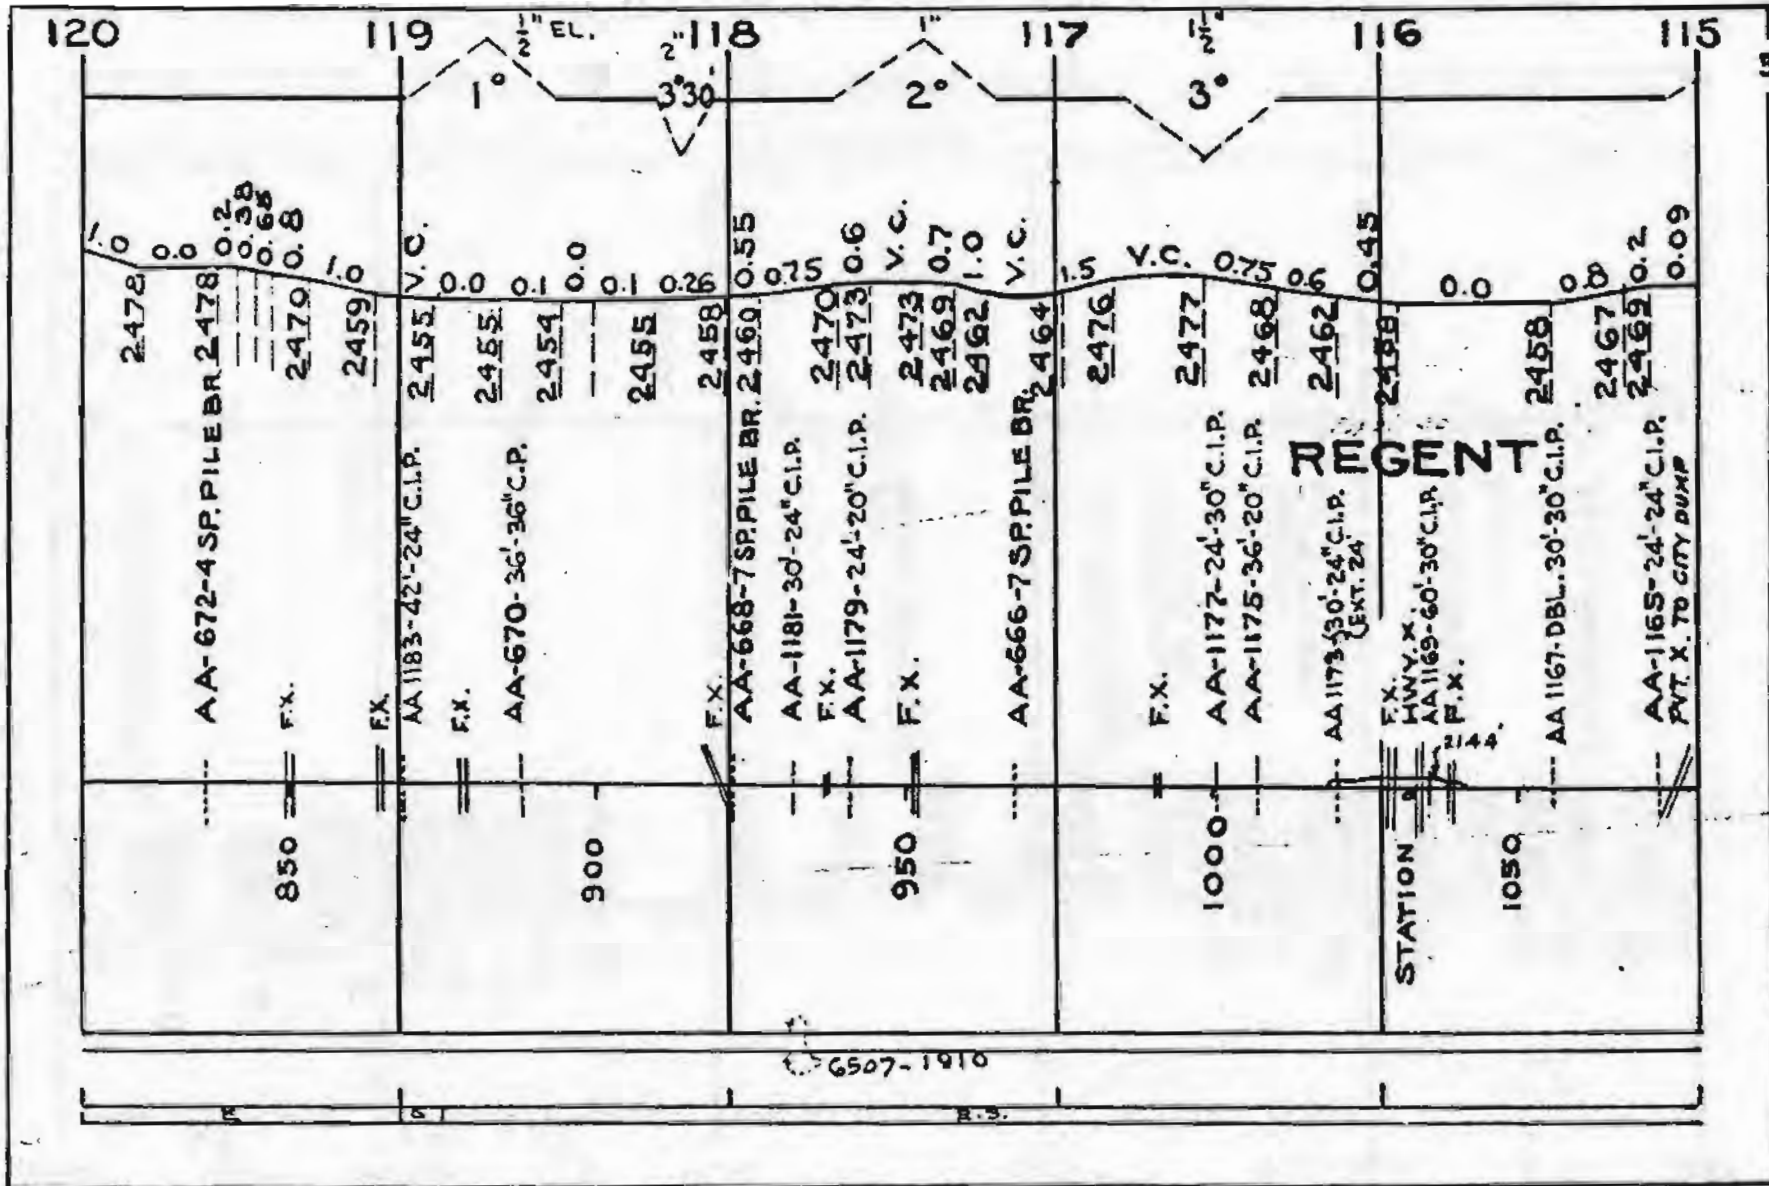 120 119 118 117 116 115
1/2" EL. 2" 1" 1 1/2"
1° 3°30' 2° 3°
1.0 0.0 0.2 0.38 0.65 0.8 1.0 V.C. 0.0 0.1 0.0 0.1 0.26 0.55 0.75 0.6 V.C. 0.7 1.0 V.C. 1.5 V.C. 0.75 0.6 0.45 0.0 0.8 0.2 0.09
2478 2478 2479 2459 2455 2455 2454 2455 2458 2460 2470 2473 2473 2469 2462 2464 2476 2477 2468 2462 2458 2458 2467 2469
REGENT
AA-672-4 SP. PILE BR.
F.X.
F.X.
AA 1183-42'-24" C.I.P.
F.X.
AA-670-36'-36" C.P.
F.X.
AA-668-7 SP. PILE BR.
AA-1181-30'-24" C.I.P.
F.X.
AA-1179-24'-20" C.I.P.
F.X.
AA-666-7 SP. PILE BR.
F.X.
AA-1177-24'-30" C.I.P.
AA-1175-36'-20" C.I.P.
AA 1173-30'-24" C.I.P.
(EXT. 24'
F.X.
HWY. X.
AA 1169-60'-30" C.I.P.
F.X.
2144'
AA 1167-DBL. 30'-30" C.I.P.
AA-1165-24'-24" C.I.P.
PVT. X. TO CITY DUMP
850 900 950 1000 STATION 1050
6507-1910
R.S.